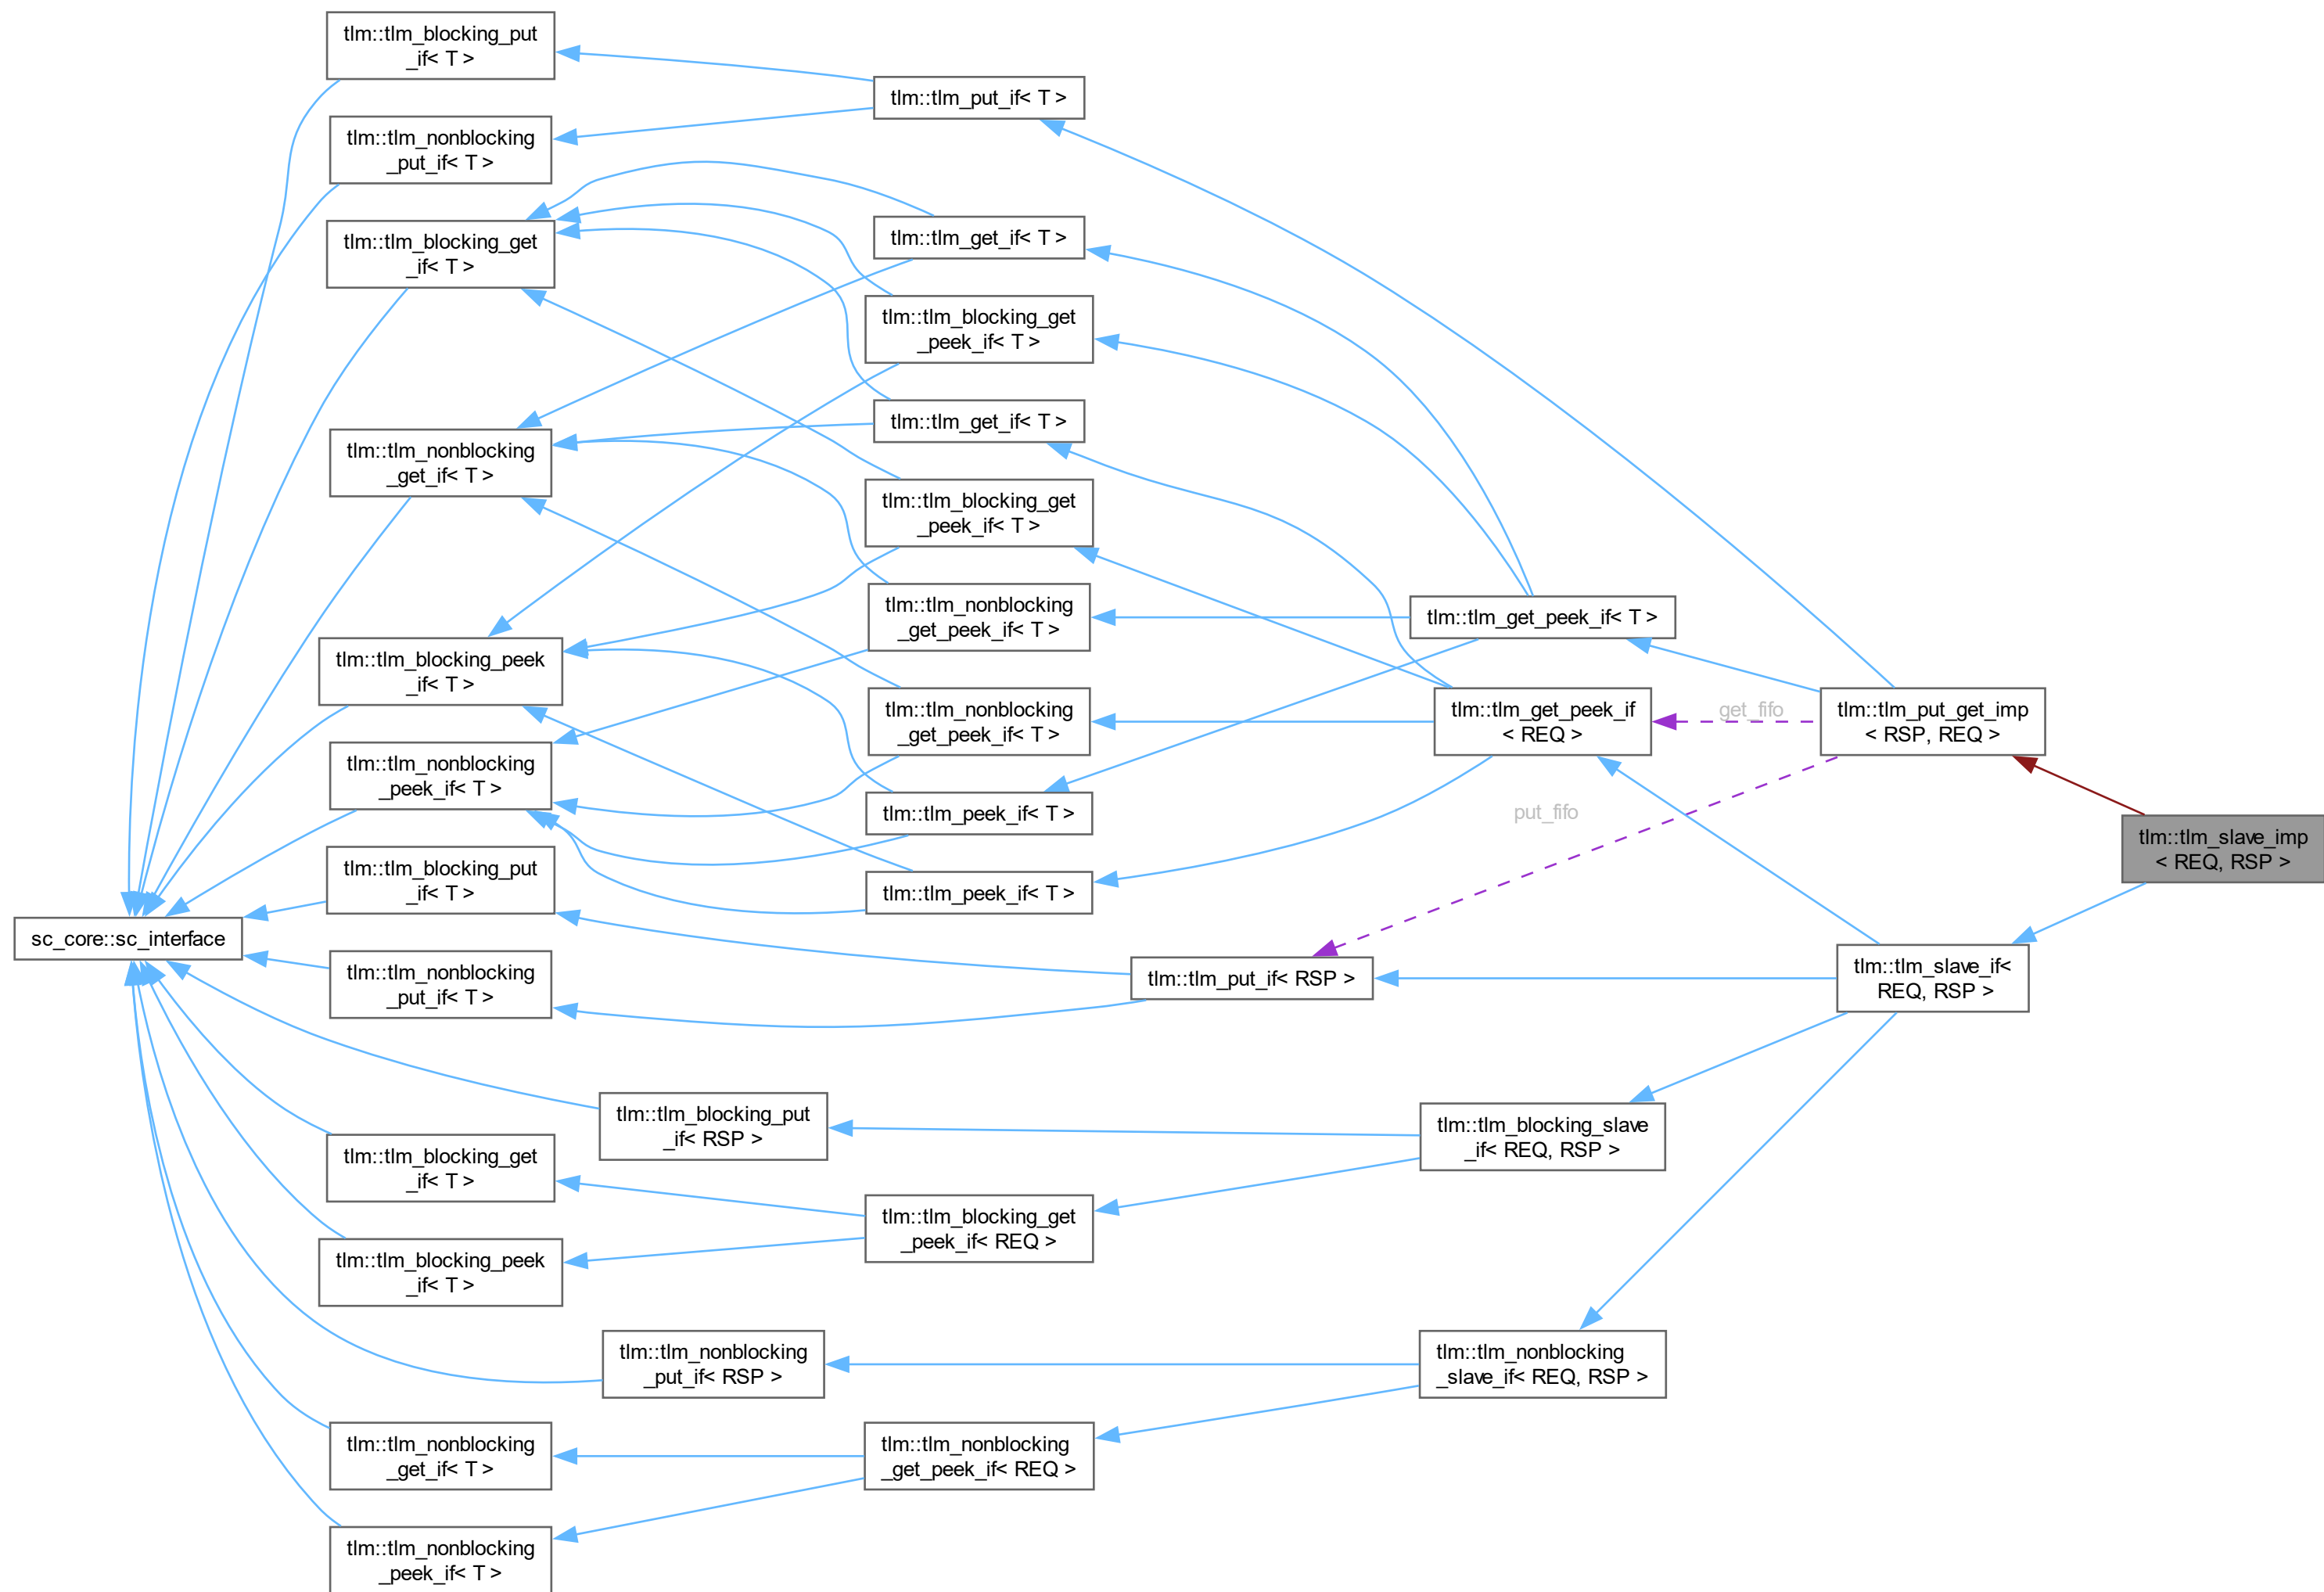 tlm::tlm_blocking_put
_if< T >
tlm::tlm_nonblocking
_put_if< T >
tlm::tlm_blocking_get
_if< T >
tlm::tlm_nonblocking
_get_if< T >
tlm::tlm_blocking_peek
_if< T >
tlm::tlm_nonblocking
_peek_if< T >
tlm::tlm_blocking_put
_if< T >
sc_core::sc_interface
tlm::tlm_nonblocking
_put_if< T >
tlm::tlm_blocking_put
_if< RSP >
tlm::tlm_blocking_get
_if< T >
tlm::tlm_blocking_peek
_if< T >
tlm::tlm_nonblocking
_put_if< RSP >
tlm::tlm_nonblocking
_get_if< T >
tlm::tlm_nonblocking
_peek_if< T >
tlm::tlm_put_if< T >
tlm::tlm_get_if< T >
tlm::tlm_blocking_get
_peek_if< T >
tlm::tlm_get_if< T >
tlm::tlm_blocking_get
_peek_if< T >
tlm::tlm_nonblocking
_get_peek_if< T >
tlm::tlm_nonblocking
_get_peek_if< T >
tlm::tlm_peek_if< T >
tlm::tlm_peek_if< T >
tlm::tlm_put_if< RSP >
tlm::tlm_blocking_get
_peek_if< REQ >
tlm::tlm_nonblocking
_get_peek_if< REQ >
tlm::tlm_get_peek_if< T >
tlm::tlm_get_peek_if
< REQ >
get_fifo
put_fifo
tlm::tlm_blocking_slave
_if< REQ, RSP >
tlm::tlm_nonblocking
_slave_if< REQ, RSP >
tlm::tlm_put_get_imp
< RSP, REQ >
tlm::tlm_slave_if<
REQ, RSP >
tlm::tlm_slave_imp
< REQ, RSP >